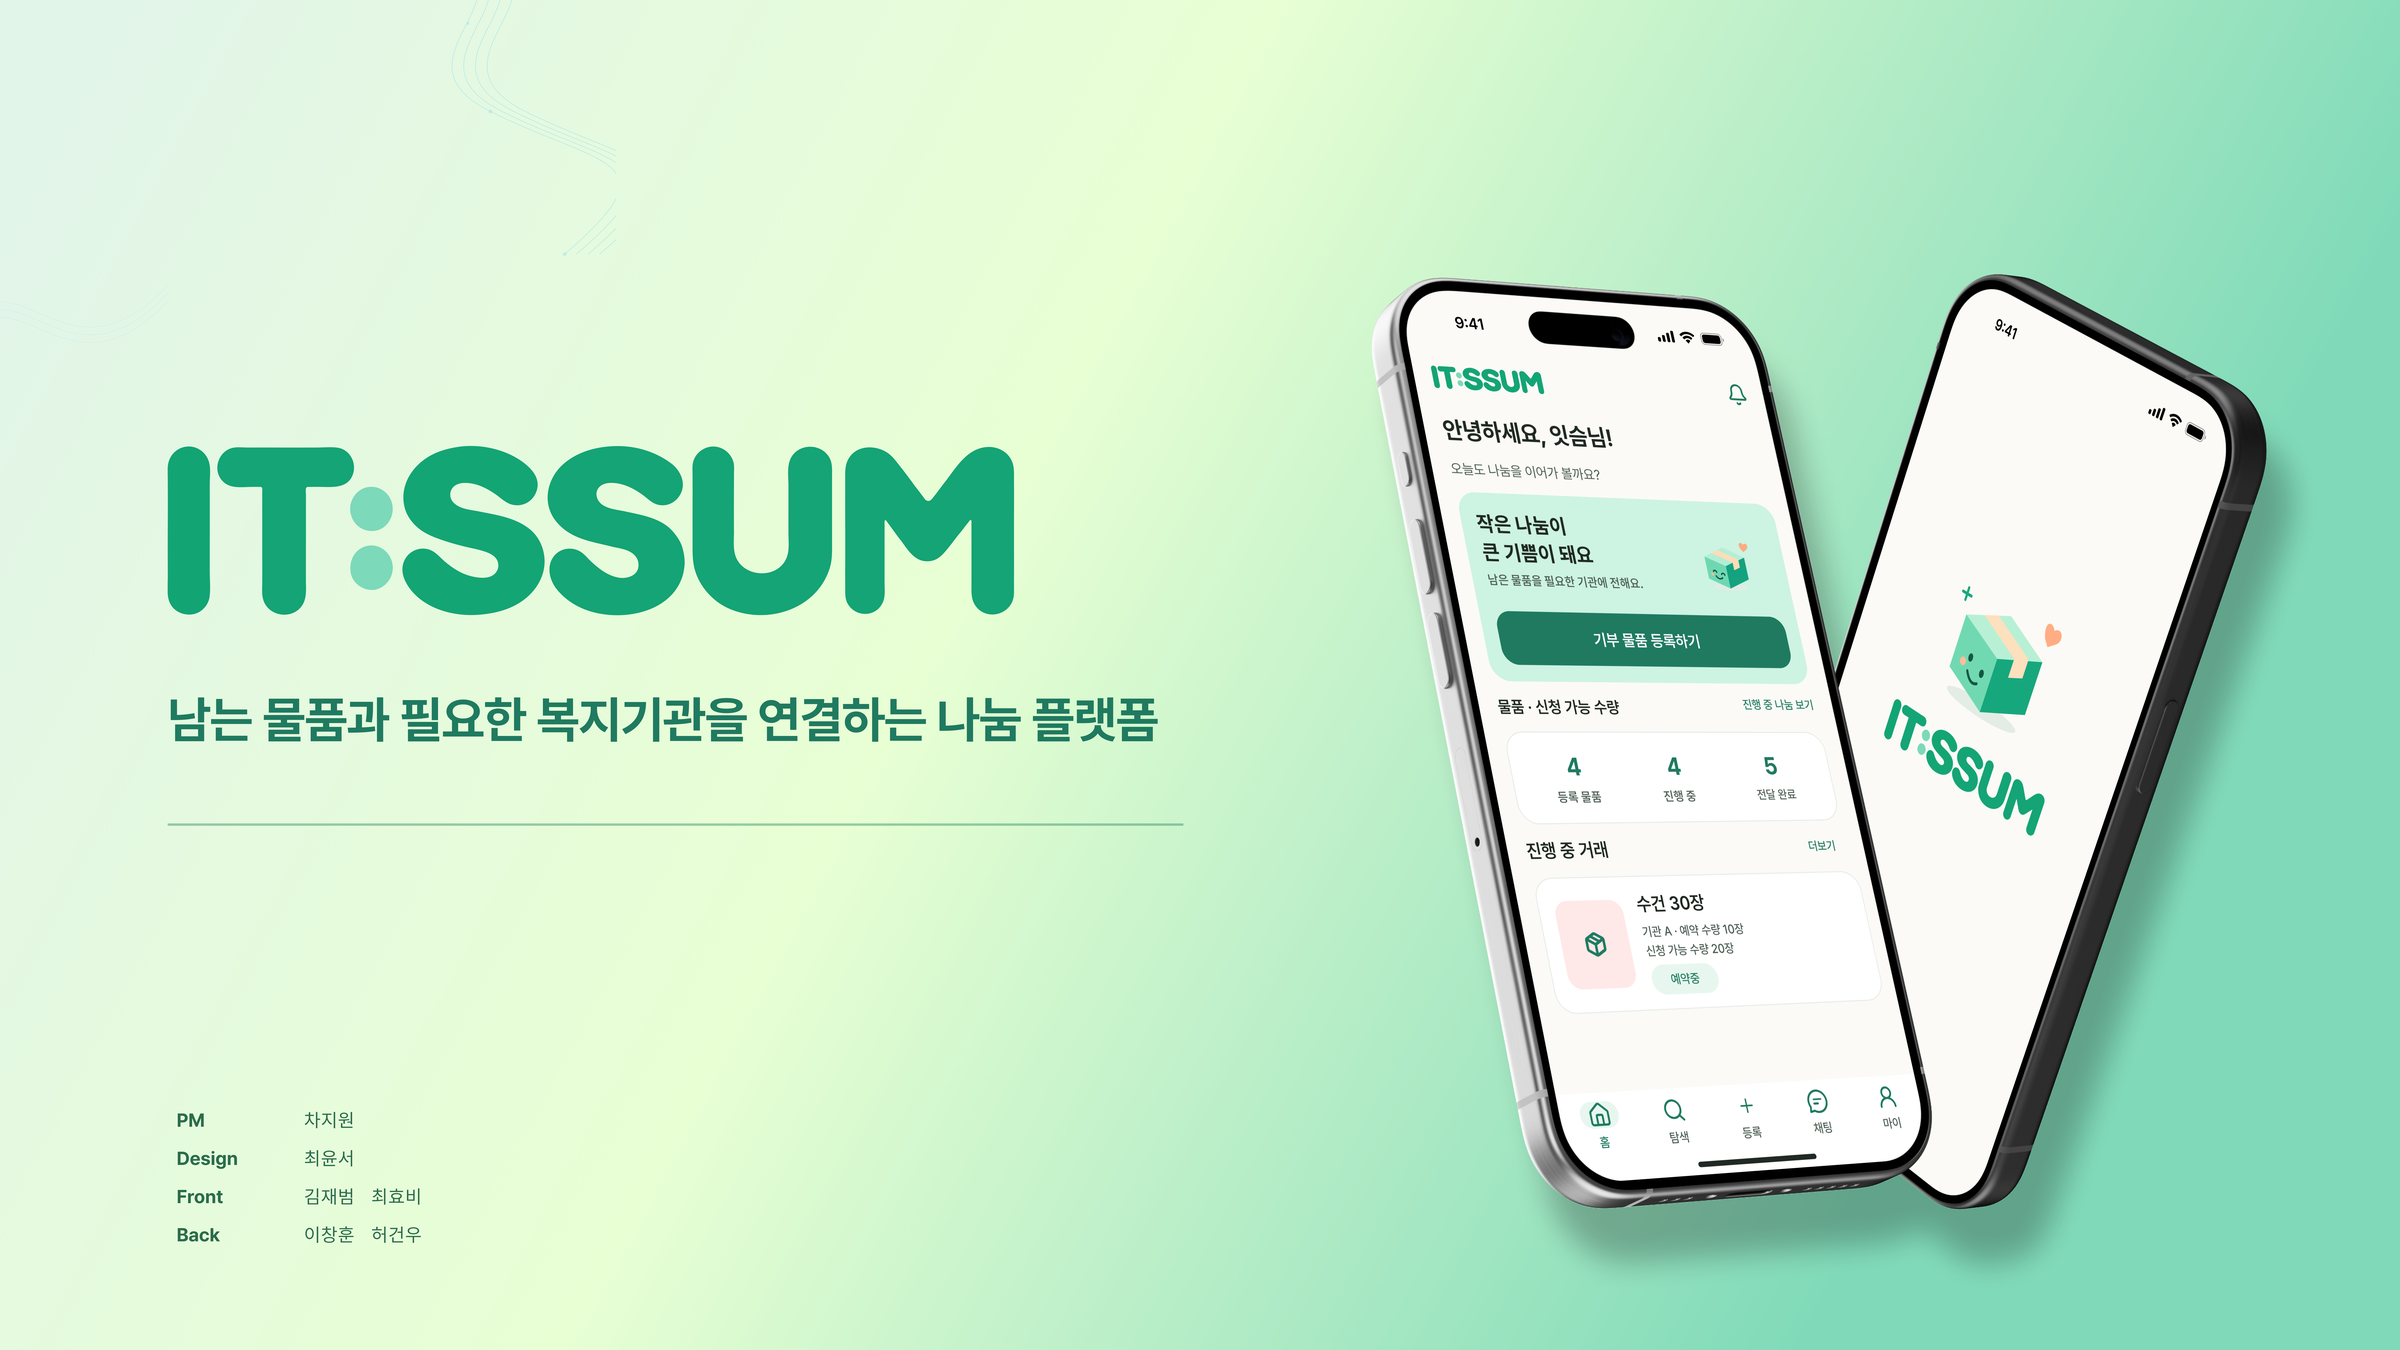 IT:SSUM
남는 물품과 필요한 복지기관을 연결하는 나눔 플랫폼
PM 차지원
Design 최윤서
Front 김재범 최효비
Back 이창훈 허건우
9:41
IT:SSUM
안녕하세요, 잇슴님!
오늘도 나눔을 이어가 볼까요?
작은 나눔이
큰 기쁨이 돼요
남은 물품을 필요한 기관에 전해요.
기부 물품 등록하기
물품 · 신청 가능 수량 진행 중 나눔 보기
4 4 5
등록 물품 진행 중 전달 완료
진행 중 거래 더보기
수건 30장
기관 A · 예약 수량 10장
신청 가능 수량 20장
예약중
홈 탐색 등록 채팅 마이
9:41
IT:SSUM